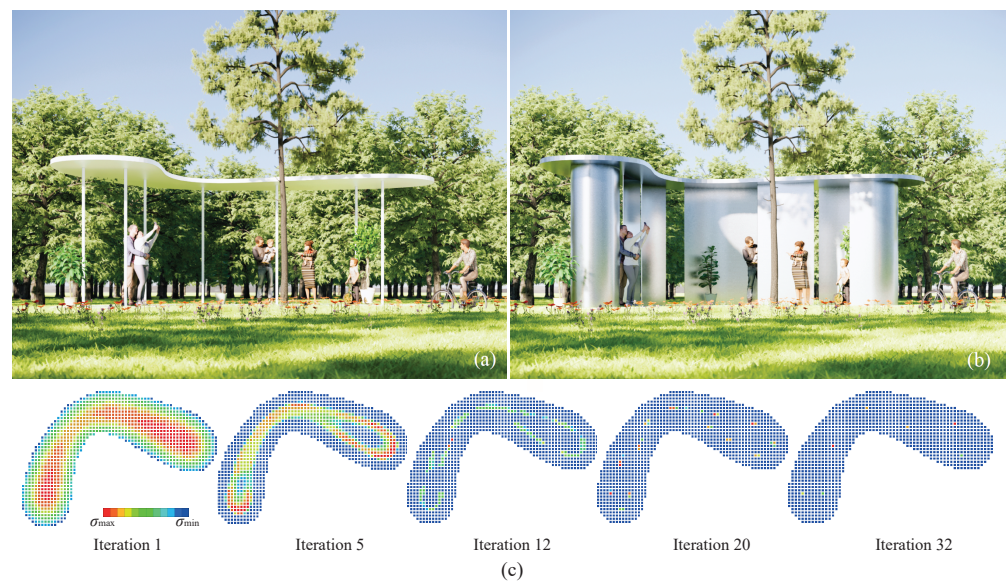 (a)
(b)
σmax
σmin
Iteration 1
Iteration 5
Iteration 12
Iteration 20
Iteration 32
(c)